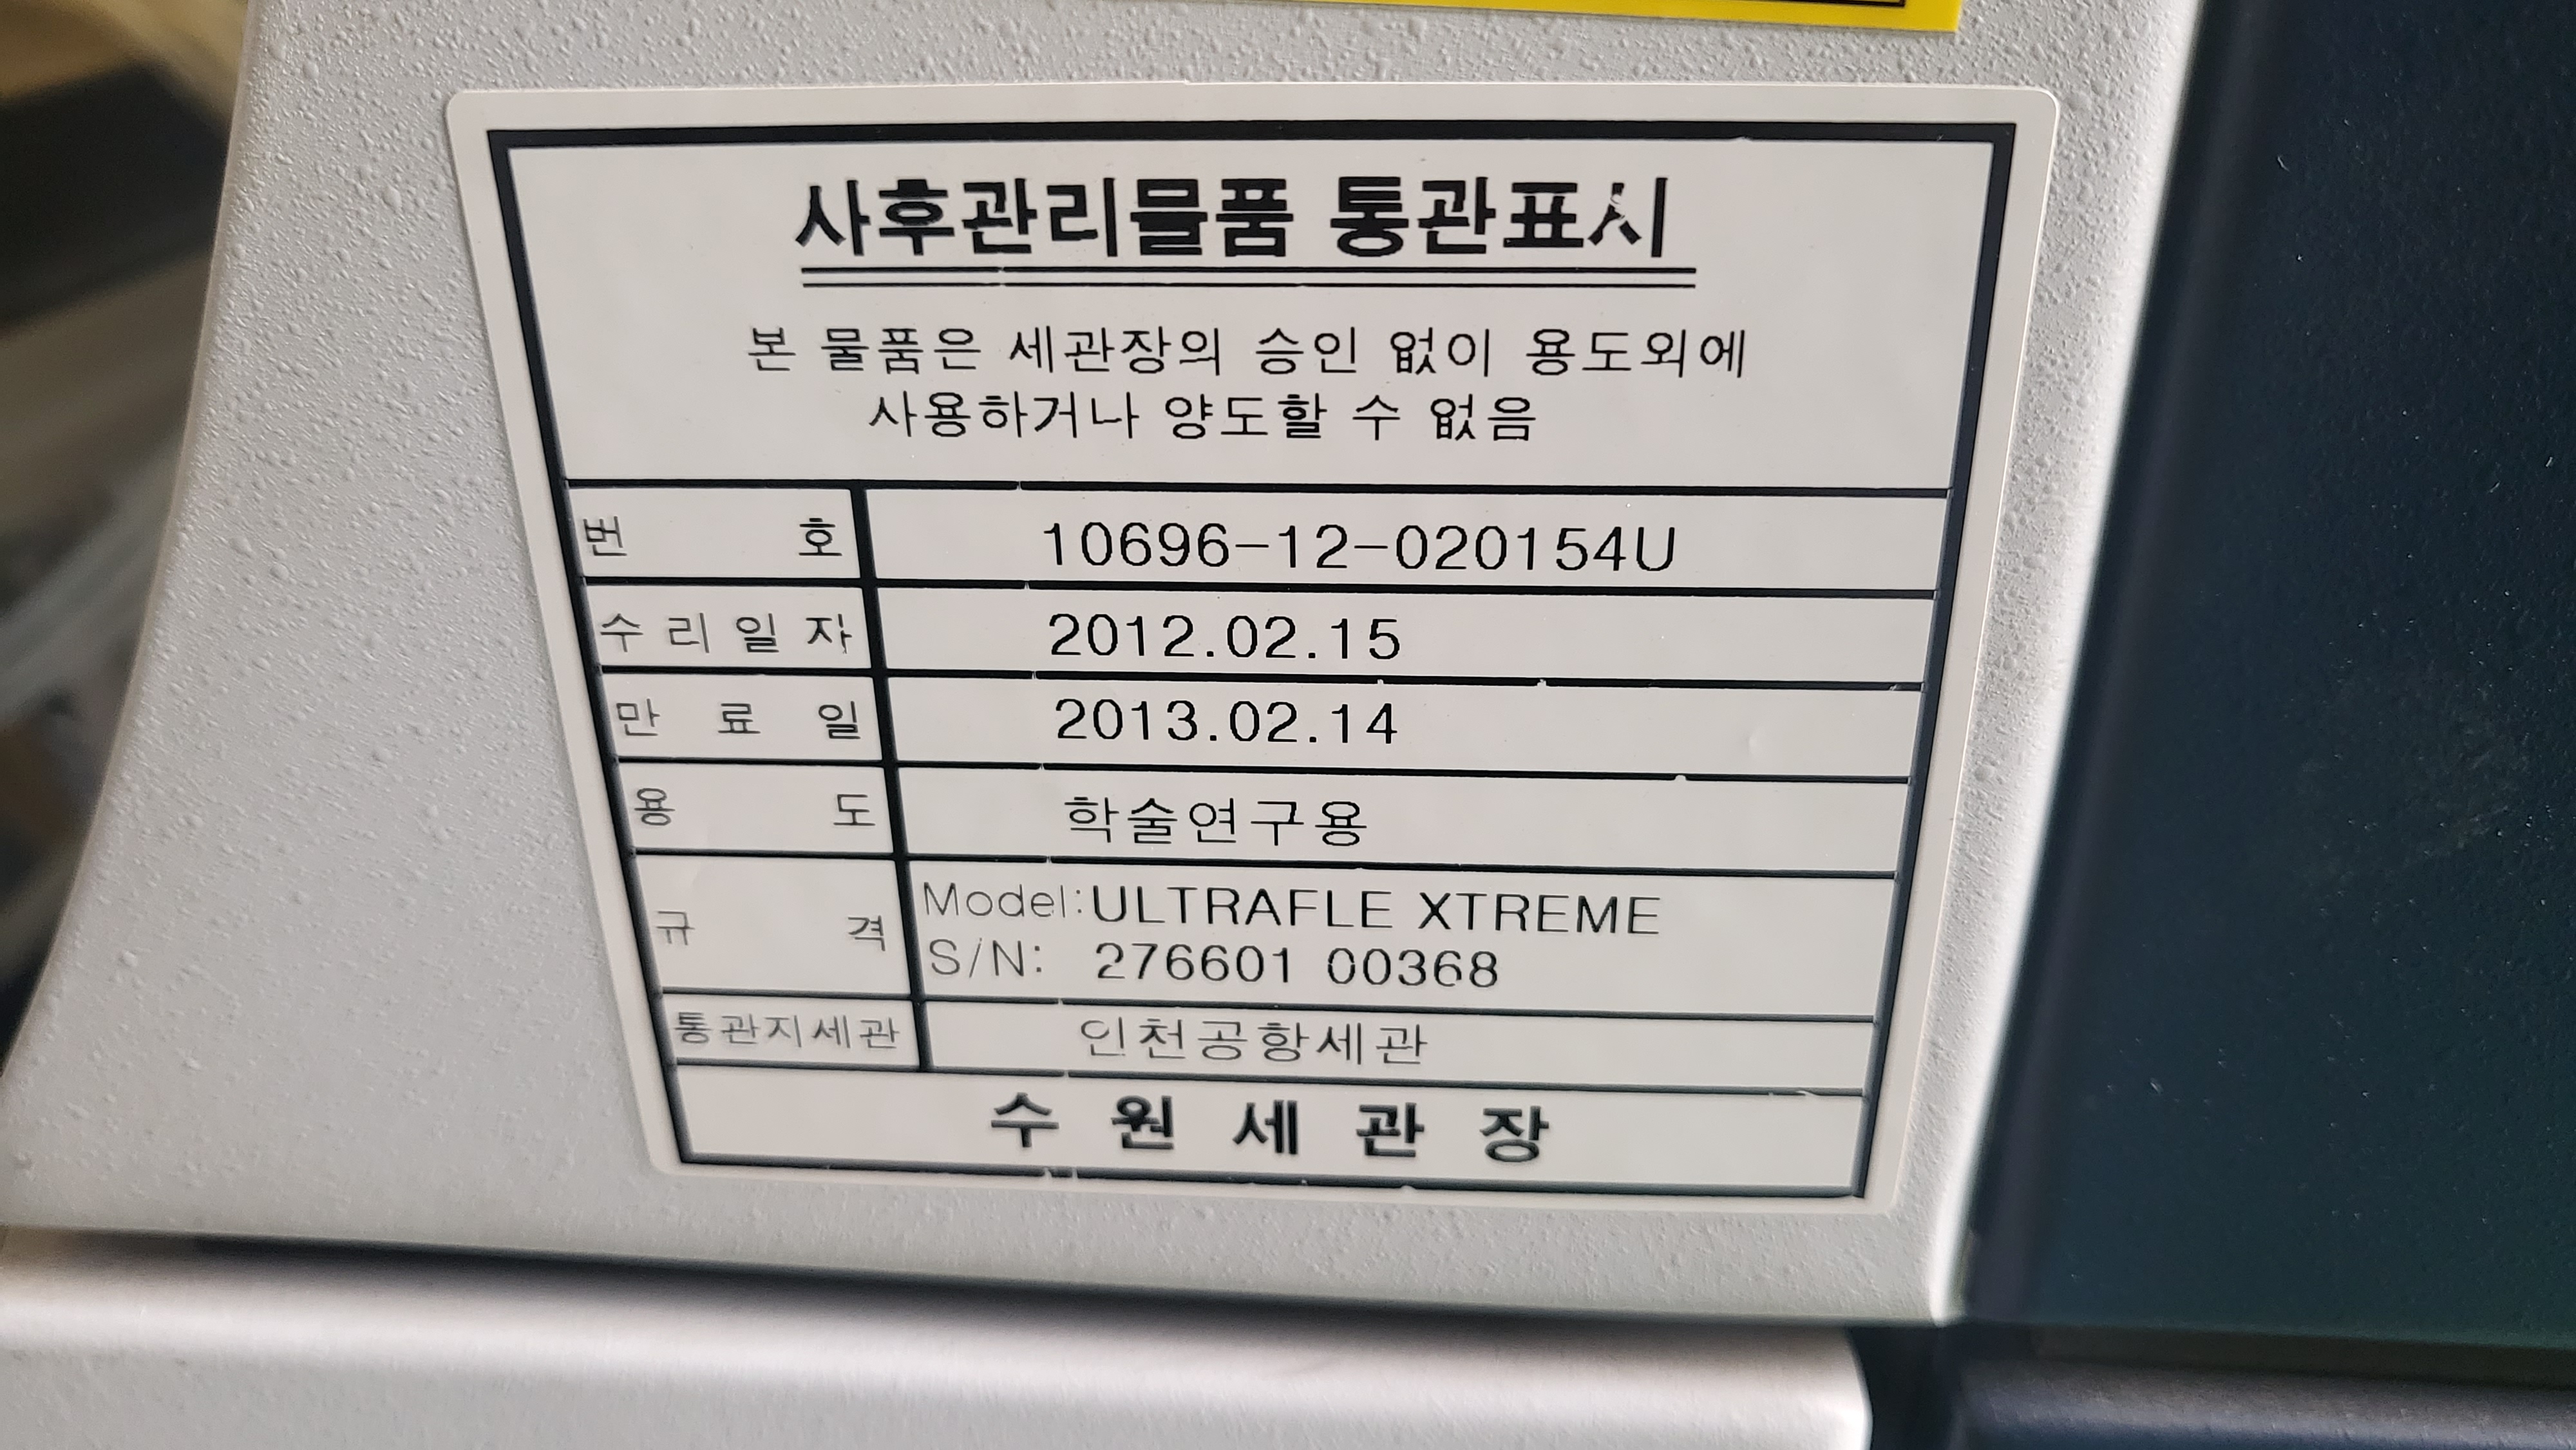 사후관리물품 통관표시
본 물품은 세관장의 승인 없이 용도외에
사용하거나 양도할 수 없음
번 호 10696-12-020154U
수리일자 2012.02.15
만 료 일 2013.02.14
용 도 학술연구용
규 격 Model:ULTRAFLE XTREME
S/N: 276601 00368
통관지세관 인천공항세관
수 원 세 관 장